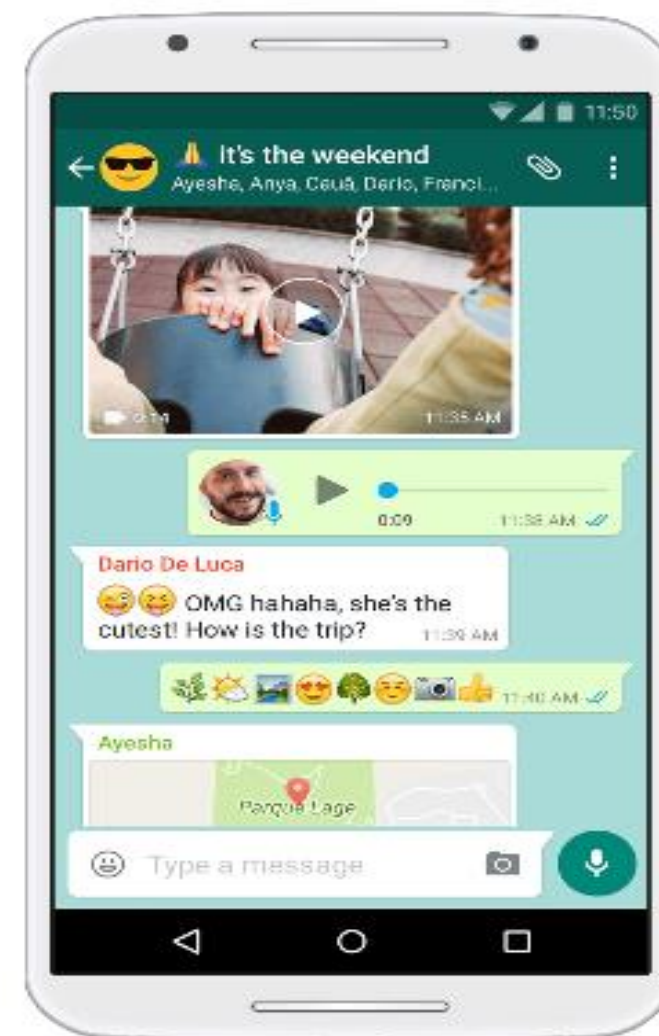 11:50
🙏 It's the weekend
Ayesha, Anya, Cauã, Dario, Franci...
0:14 11:35 AM
0:09 11:38 AM
Dario De Luca
😜😝 OMG hahaha, she's the
cutest! How is the trip? 11:39 AM
🌿🌤🏞😍🌳☺📷👍 11:40 AM
Ayesha
Parque Lage
Type a message